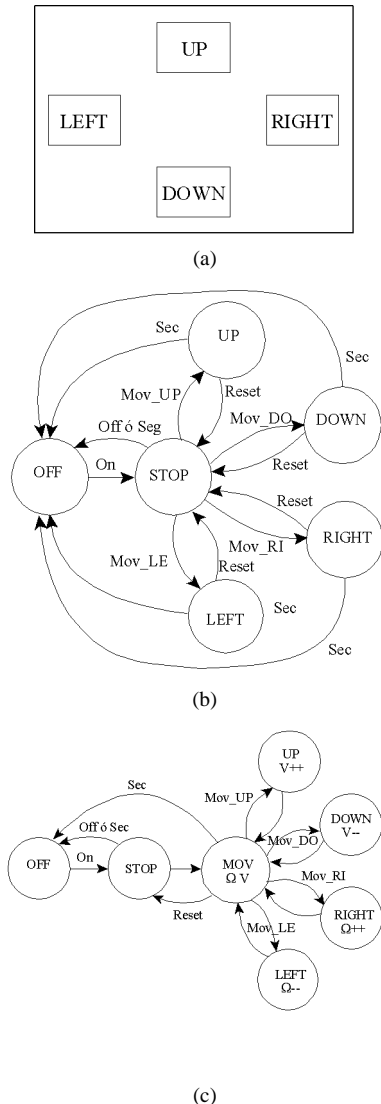 UP
LEFT
RIGHT
DOWN
(a)
Sec
UP
Sec
Mov_UP
Reset
Mov_DO
DOWN
Off ó Seg
Reset
OFF
On
STOP
Reset
RIGHT
Mov_LE
Reset
Mov_RI
LEFT
Sec
Sec
(b)
UP
V++
Sec
Mov_UP
DOWN
V--
Off ó Sec
Mov_DO
OFF
On
STOP
MOV
Ω V
Mov_RI
RIGHT
Ω++
Reset
Mov_LE
LEFT
Ω--
(c)